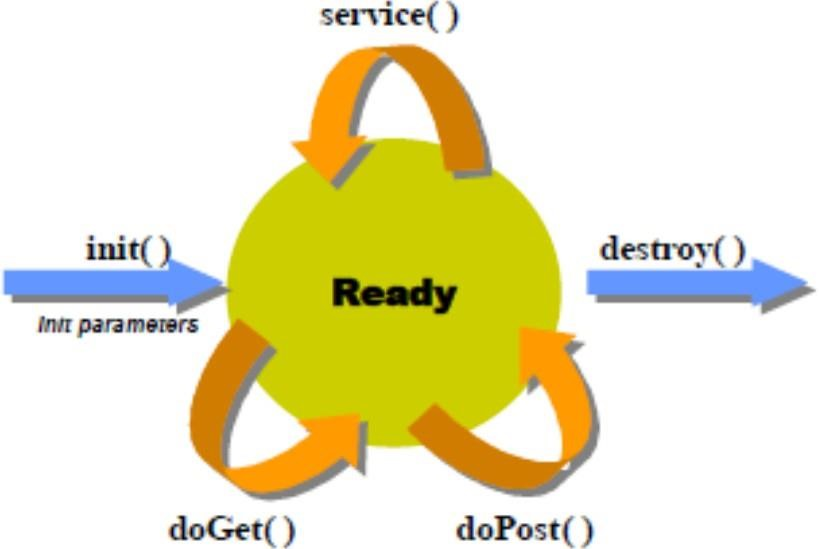 service( )
init( )
destroy( )
Ready
Init parameters
doGet( )
doPost( )